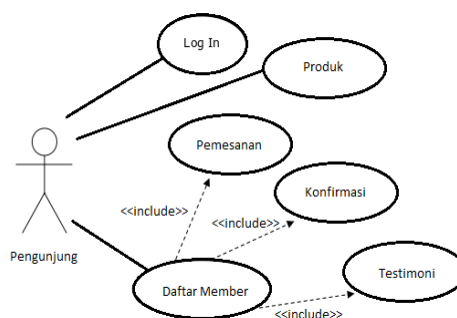 Log In
Produk
Pemesanan
Konfirmasi
<<include>>
<<include>>
Pengunjung
Testimoni
Daftar Member
<<include>>